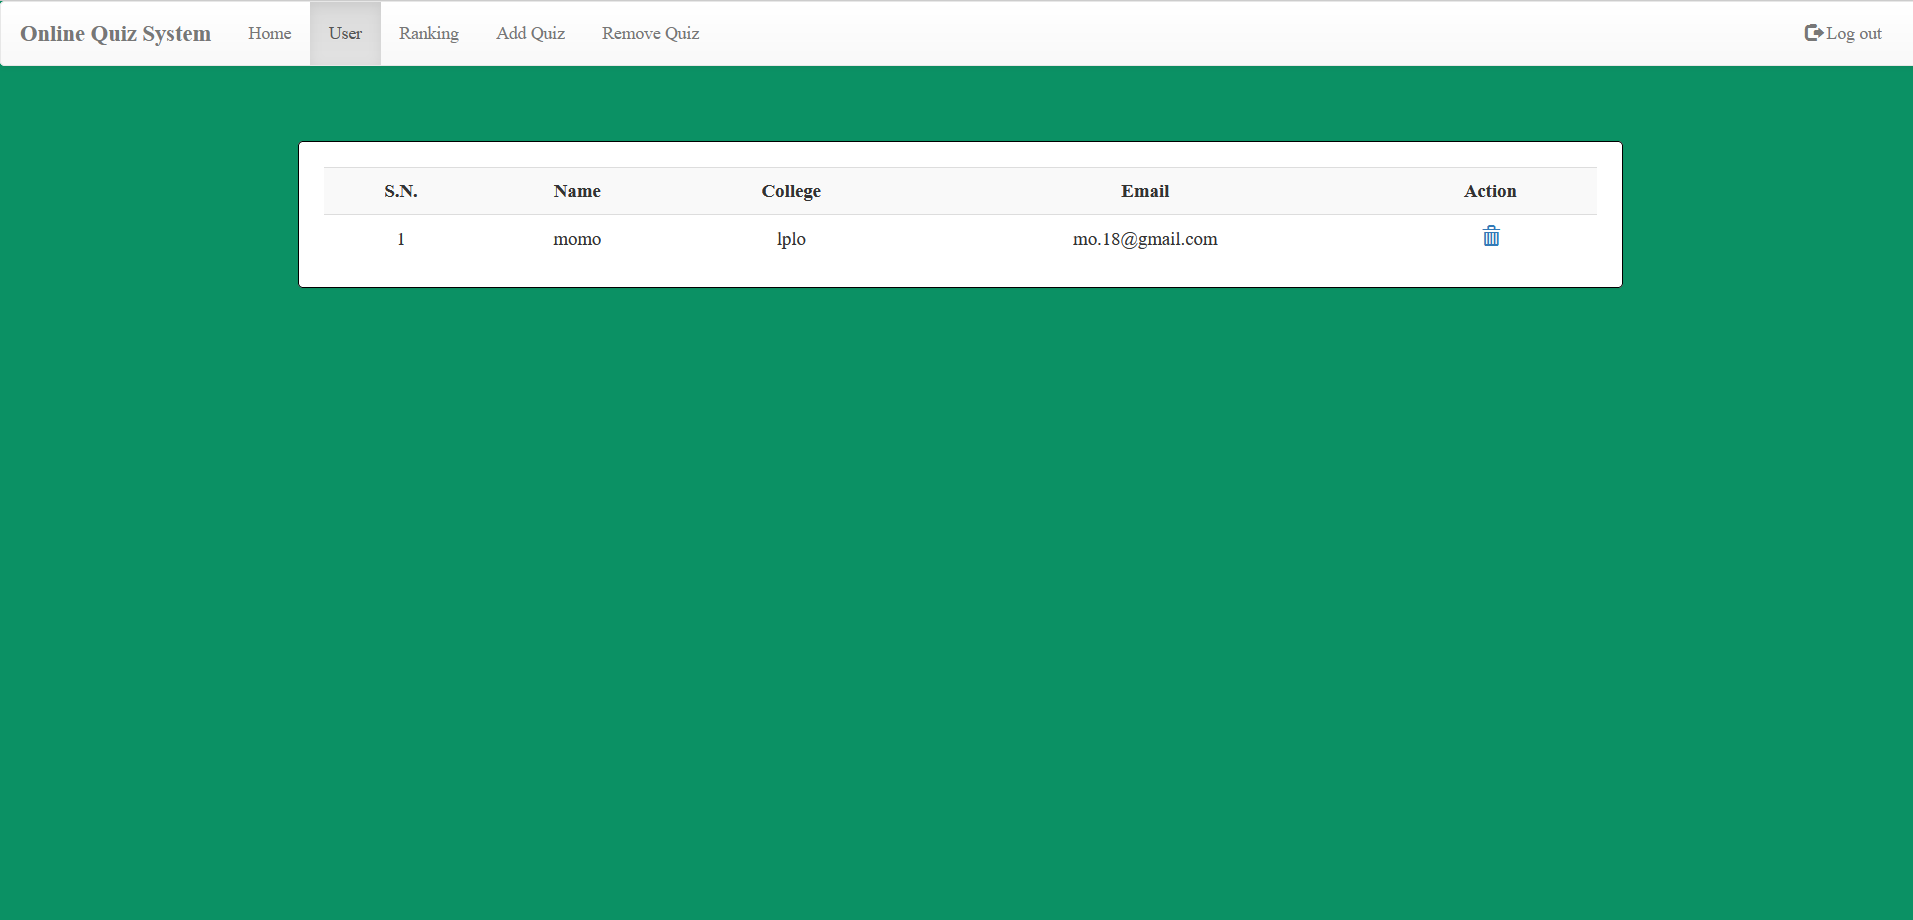 Online Quiz System Home User Ranking Add Quiz Remove Quiz Log out
S.N. Name College Email Action
1 momo lplo mo.18@gmail.com